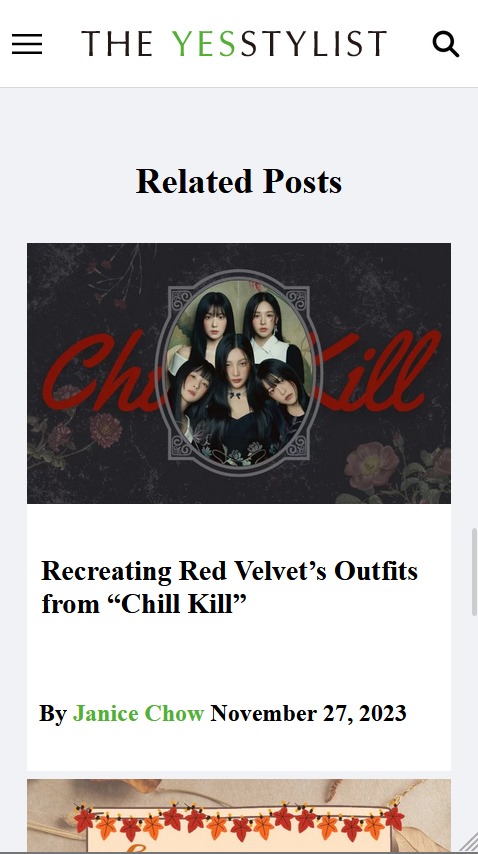 THE YESSTYLIST
Related Posts
Chill Kill
Recreating Red Velvet’s Outfits
from “Chill Kill”
By Janice Chow November 27, 2023